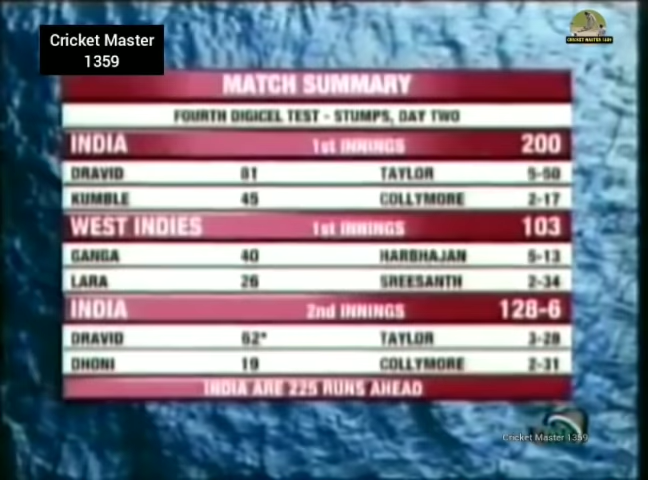 Cricket Master
1359
CRICKET MASTER 1359
MATCH SUMMARY
FOURTH DIGICEL TEST - STUMPS, DAY TWO
INDIA 1st INNINGS 200
DRAVID 81 TAYLOR 5-50
KUMBLE 45 COLLYMORE 2-17
WEST INDIES 1st INNINGS 103
GANGA 40 HARBHAJAN 5-13
LARA 26 SREESANTH 2-34
INDIA 2nd INNINGS 128-6
DRAVID 62* TAYLOR 3-28
DHONI 19 COLLYMORE 2-31
INDIA ARE 225 RUNS AHEAD
Cricket Master 1359